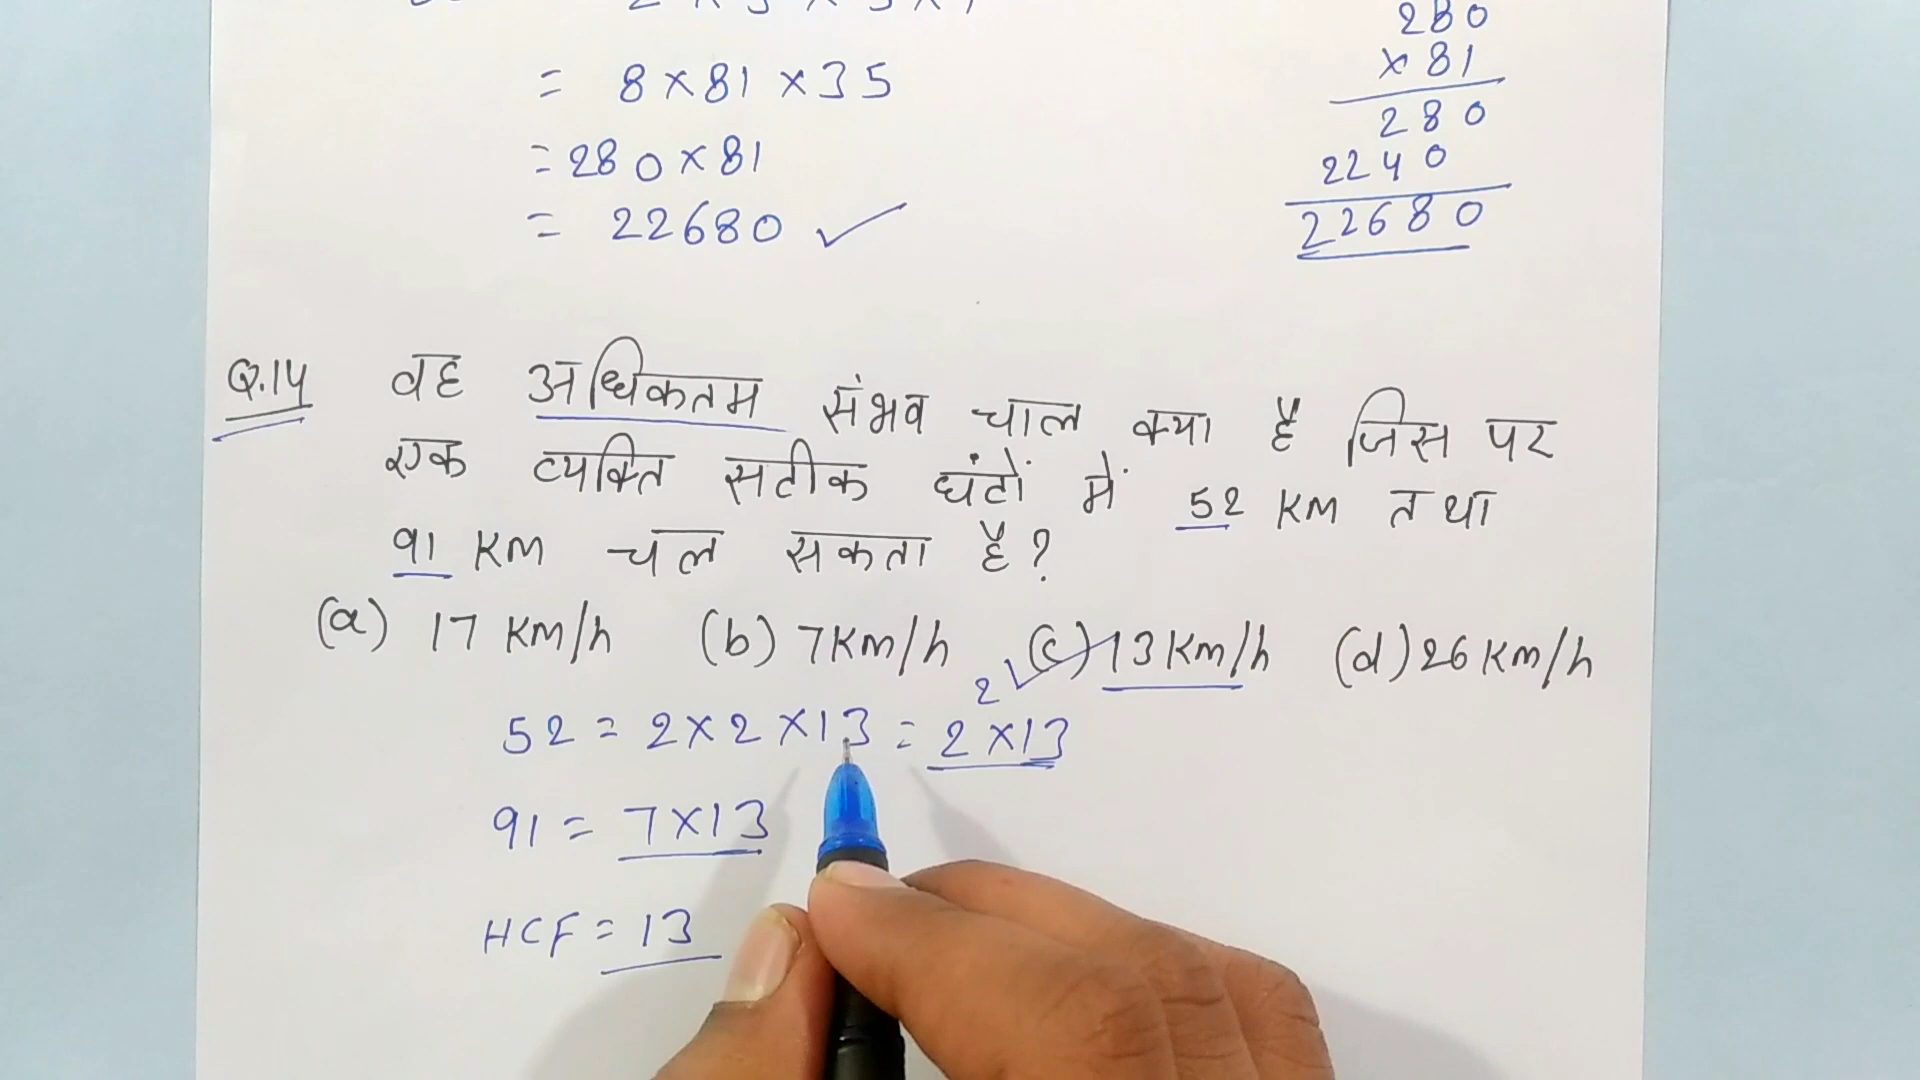 = 8 × 81 × 35
= 280 × 81
= 22680 ✓
280
× 81
280
2240
22680
Q.14 वह अधिकतम संभव चाल क्या है जिस पर
एक व्यक्ति सटीक घंटों में 52 KM तथा
91 KM चल सकता है ?
(a) 17 KM/h (b) 7KM/h (c) 13KM/h (d) 26KM/h
52 = 2×2×13 = 2²×13
91 = 7×13
HCF = 13